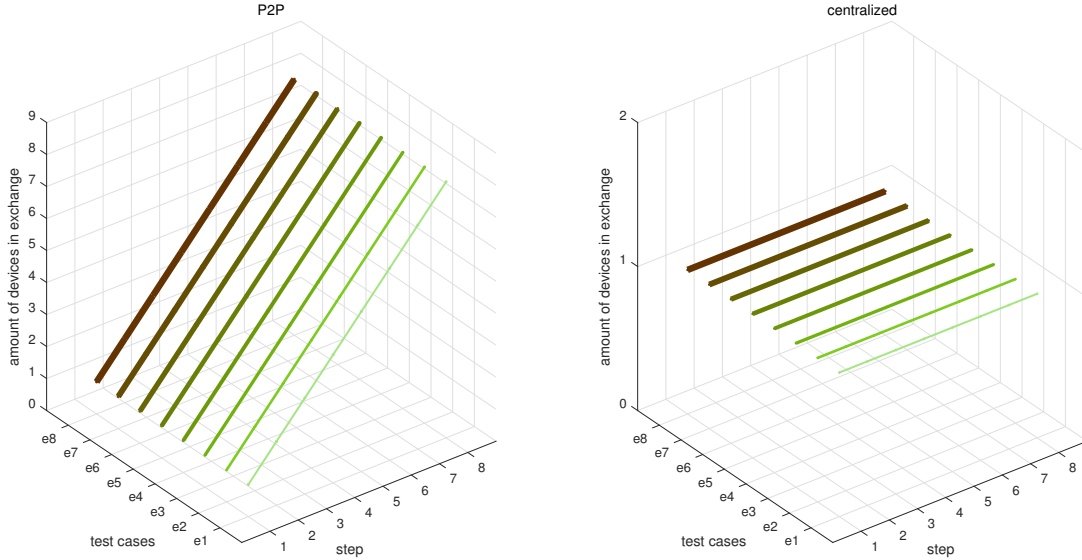 P2P
9
8
7
6
5
4
3
2
1
0
amount of devices in exchange
e8
e7
e6
e5
e4
e3
e2
e1
test cases
1
2
3
4
5
6
7
8
step
centralized
2
1
0
amount of devices in exchange
e8
e7
e6
e5
e4
e3
e2
e1
test cases
1
2
3
4
5
6
7
8
step